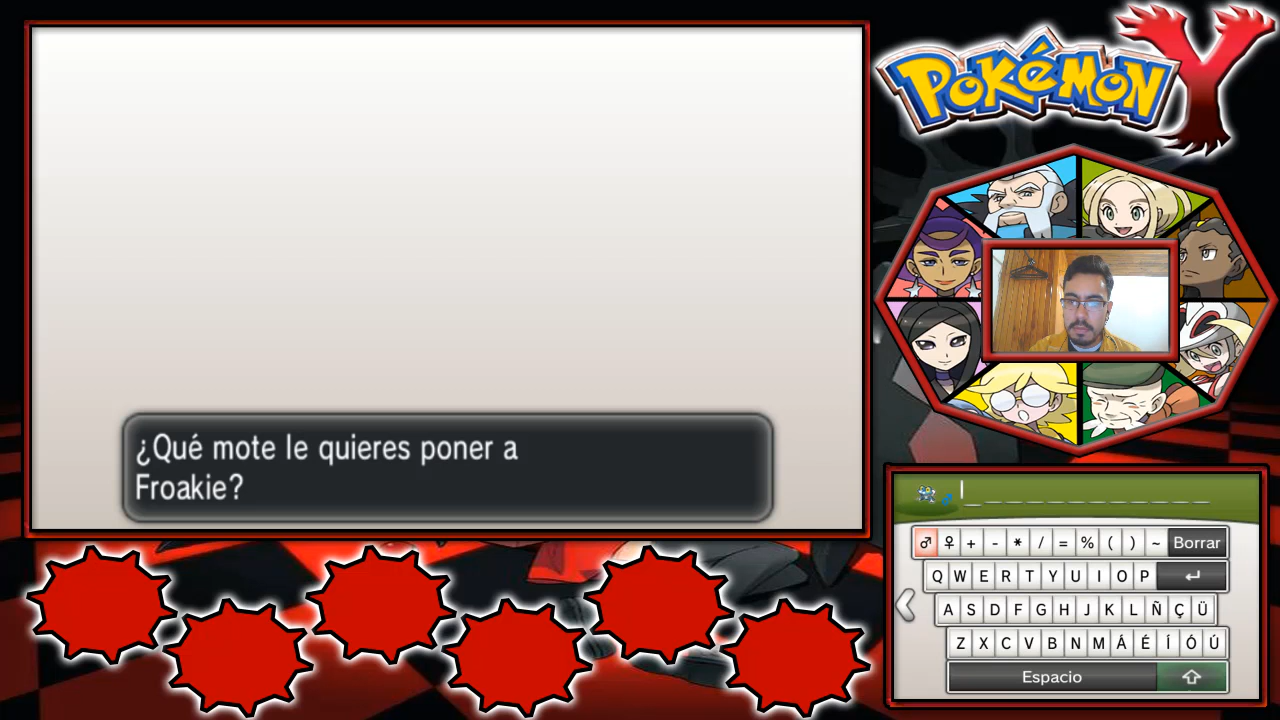 POKéMON Y
¿Qué mote le quieres poner a
Froakie?
♂ ♀ + - * / = % ( ) ~ Borrar
Q W E R T Y U I O P ↵
A S D F G H J K L Ñ Ç Ü
Z X C V B N M Á É Í Ó Ú
Espacio